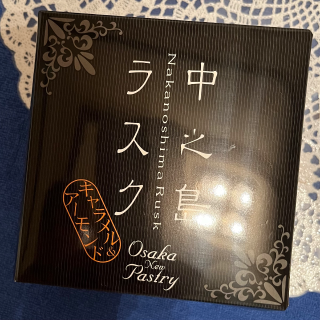 中之島
Nakanoshima Rusk
ラスク
キャラメル&
アーモンド
Osaka
New
Pastry